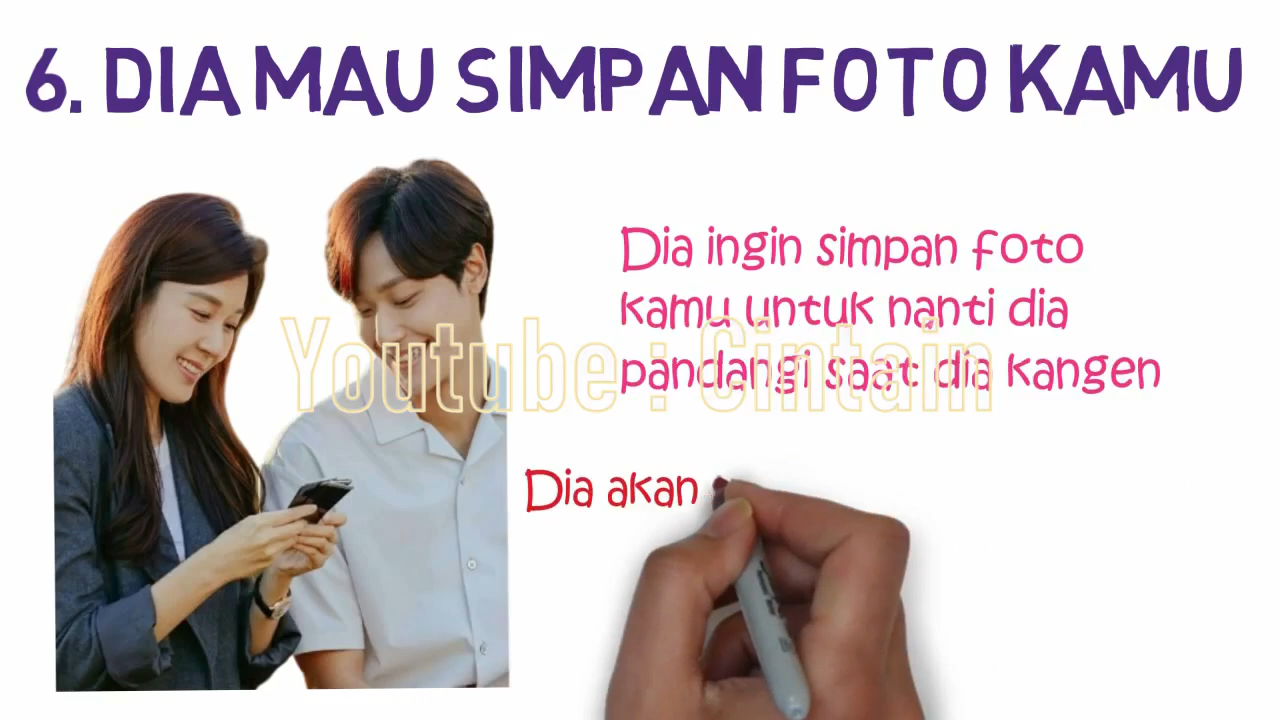 6. DIA MAU SIMPAN FOTO KAMU
Dia ingin simpan foto
kamu untuk nanti dia
pandangi saat dia kangen
Youtube : Cintain
Dia akan